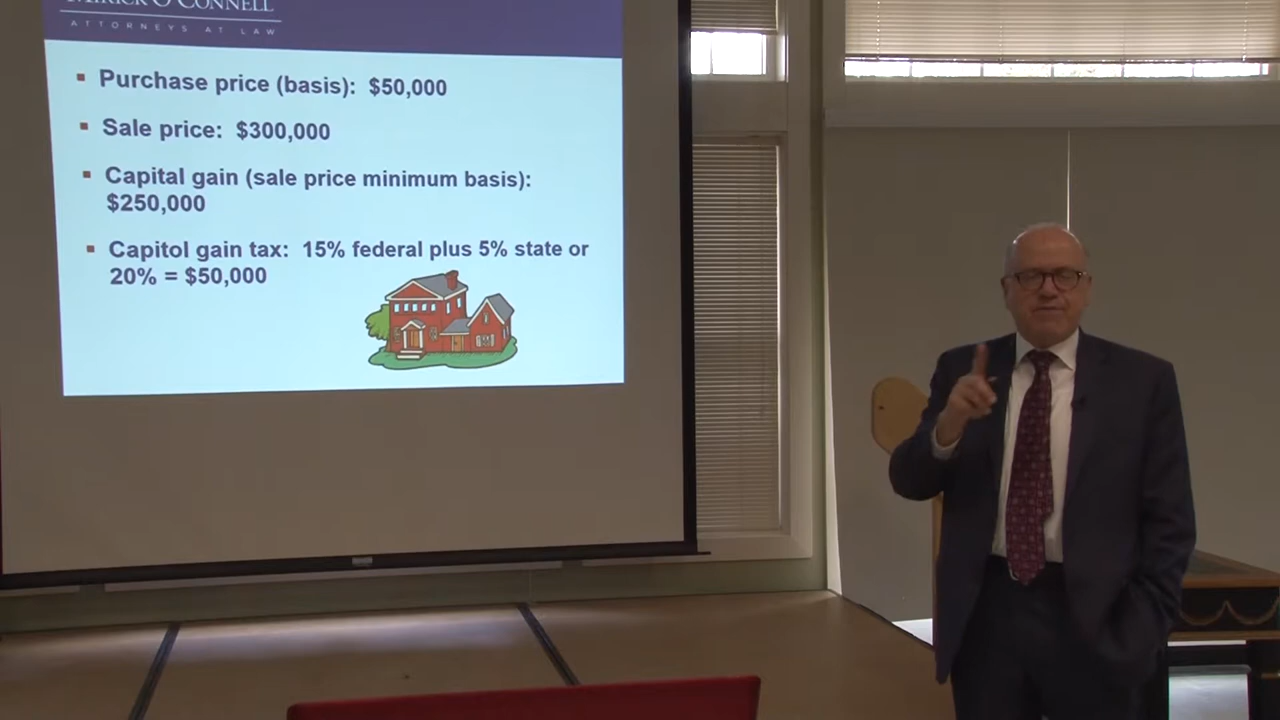 O'CONNELL
ATTORNEYS AT LAW
Purchase price (basis): $50,000
Sale price: $300,000
Capital gain (sale price minimum basis):
$250,000
Capitol gain tax: 15% federal plus 5% state or
20% = $50,000